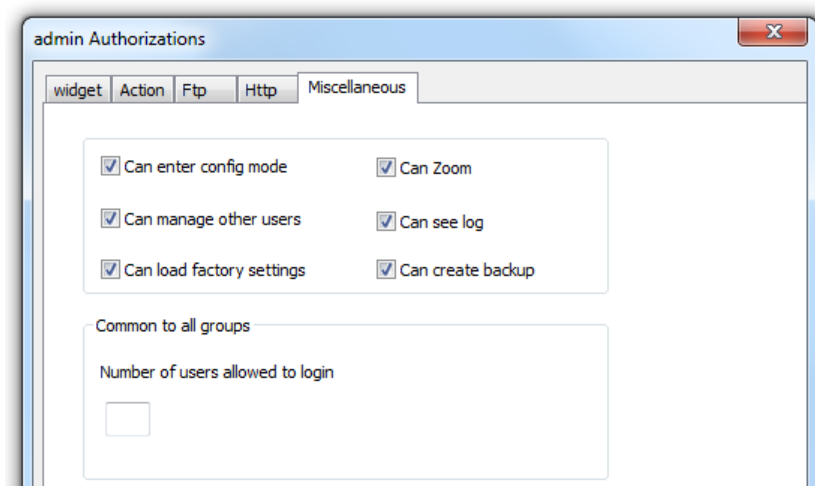 admin Authorizations
widget Action Ftp Http Miscellaneous
Can enter config mode Can Zoom
Can manage other users Can see log
Can load factory settings Can create backup
Common to all groups
Number of users allowed to login